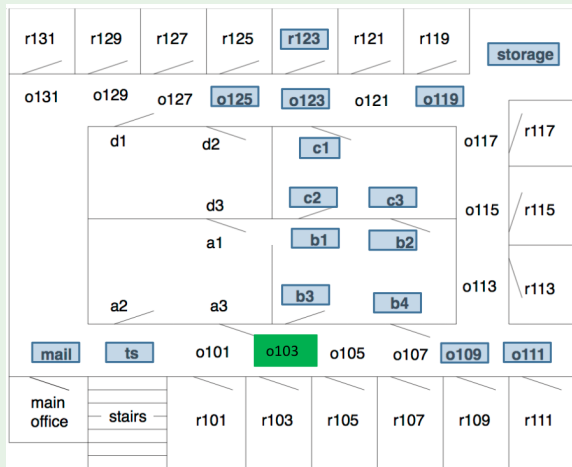 r131 r129 r127 r125 r123 r121 r119
storage
o131 o129 o127 o125 o123 o121 o119
d1 d2 c1 o117 r117
d3 c2 c3 o115 r115
a1 b1 b2
a2 a3 b3 b4 o113 r113
mail ts o101 o103 o105 o107 o109 o111
main
office
stairs r101 r103 r105 r107 r109 r111